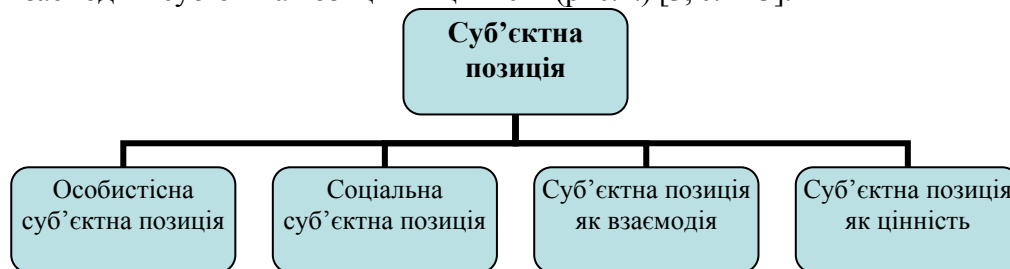 Суб’єктна
позиція
Особистісна
суб’єктна позиція
Соціальна
суб’єктна позиція
Суб’єктна позиція
як взаємодія
Суб’єктна позиція
як цінність